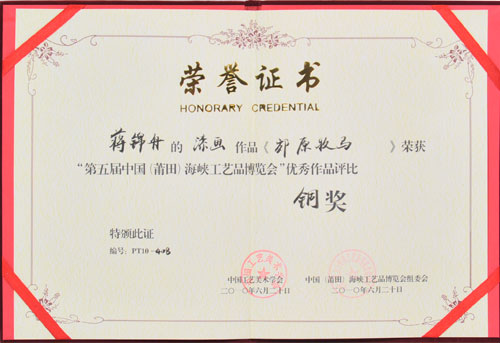 荣誉证书
HONORARY CREDENTIAL
蒋锦舟的 漆画 作品《 郊原牧马 》荣获
“第五届中国（莆田）海峡工艺品博览会”优秀作品评比
铜奖
特颁此证
编号：PT10-408
中国工艺美术学会 中国（莆田）海峡工艺品博览会组委会
二〇一〇年六月二十日 二〇一〇年六月二十日